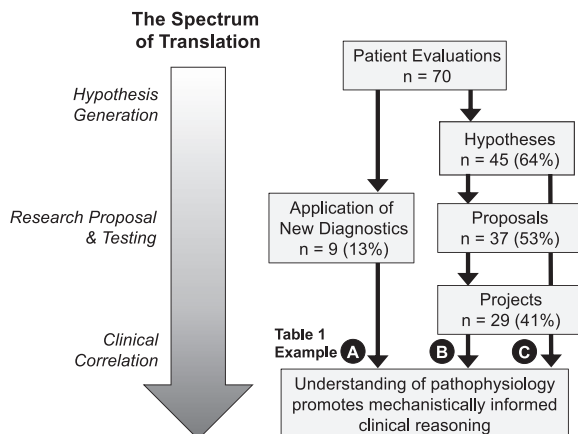 The Spectrum
of Translation
Hypothesis
Generation
Research Proposal
& Testing
Clinical
Correlation
Patient Evaluations
n = 70
Hypotheses
n = 45 (64%)
Application of
New Diagnostics
n = 9 (13%)
Proposals
n = 37 (53%)
Projects
n = 29 (41%)
Table 1
Example A B C
Understanding of pathophysiology
promotes mechanistically informed
clinical reasoning